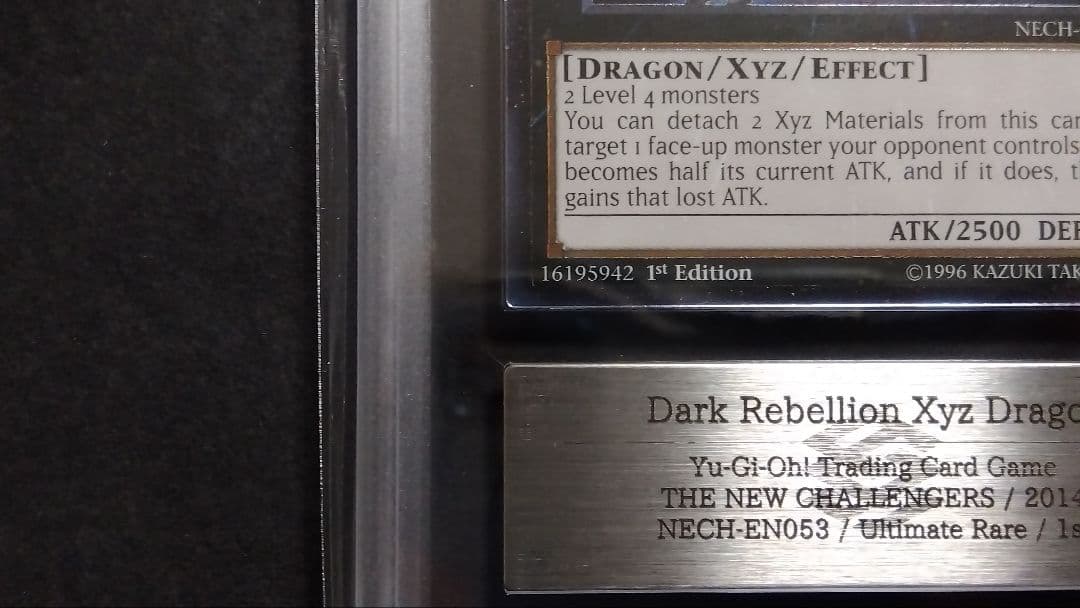 NECH-
[DRAGON/XYZ/EFFECT]
2 Level 4 monsters
You can detach 2 Xyz Materials from this car
target 1 face-up monster your opponent controls
becomes half its current ATK, and if it does, t
gains that lost ATK.
ATK/2500 DEF
16195942 1st Edition ©1996 KAZUKI TAK
Dark Rebellion Xyz Drago
Yu-Gi-Oh! Trading Card Game
THE NEW CHALLENGERS / 2014
NECH-EN053 / Ultimate Rare / 1s